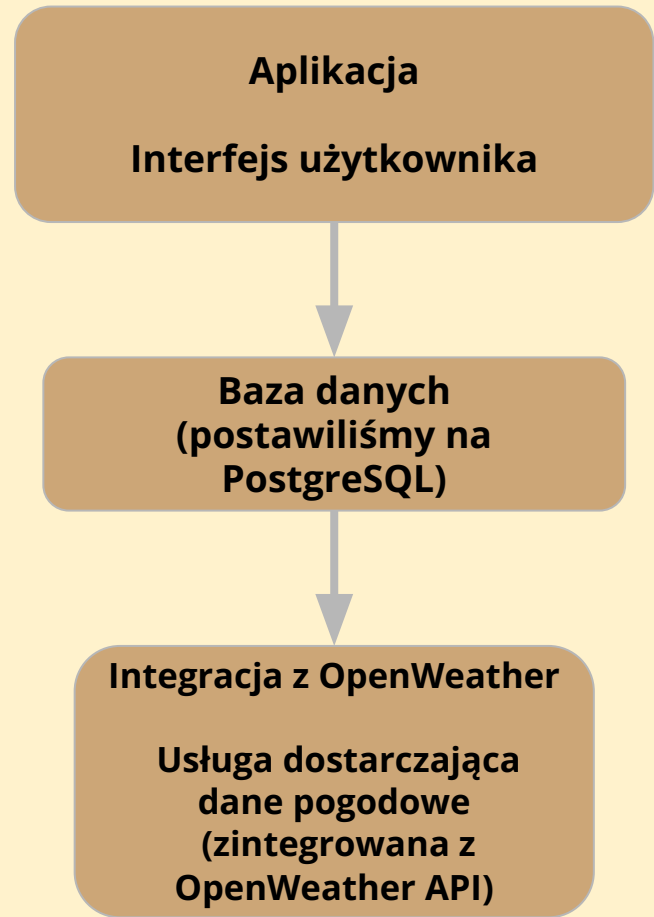 Aplikacja
Interfejs użytkownika
Baza danych
(postawiliśmy na
PostgreSQL)
Integracja z OpenWeather
Usługa dostarczająca
dane pogodowe
(zintegrowana z
OpenWeather API)